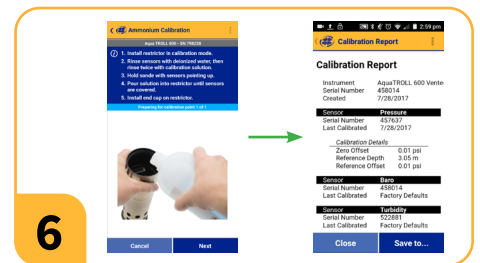 Ammonium Calibration
Aqua TROLL 600 - SN 798238
1. Install restrictor in calibration mode.
2. Rinse sensors with deionized water, then
rinse twice with calibration solution.
3. Hold sonde with sensors pointing up.
4. Pour solution into restrictor until sensors
are covered.
5. Install end cap on restrictor.
Preparing for calibration point 1 of 1
Cancel
Next
2:59 pm
Calibration Report
Calibration Report
Instrument AquaTROLL 600 Vente
Serial Number 458014
Created 7/28/2017
Sensor Pressure
Serial Number 457637
Last Calibrated 7/28/2017
Calibration Details
Zero Offset 0.01 psi
Reference Depth 3.05 m
Reference Offset 0.01 psi
Sensor Baro
Serial Number 458014
Last Calibrated Factory Defaults
Sensor Turbidity
Serial Number 522881
Last Calibrated Factory Defaults
Close
Save to...
6